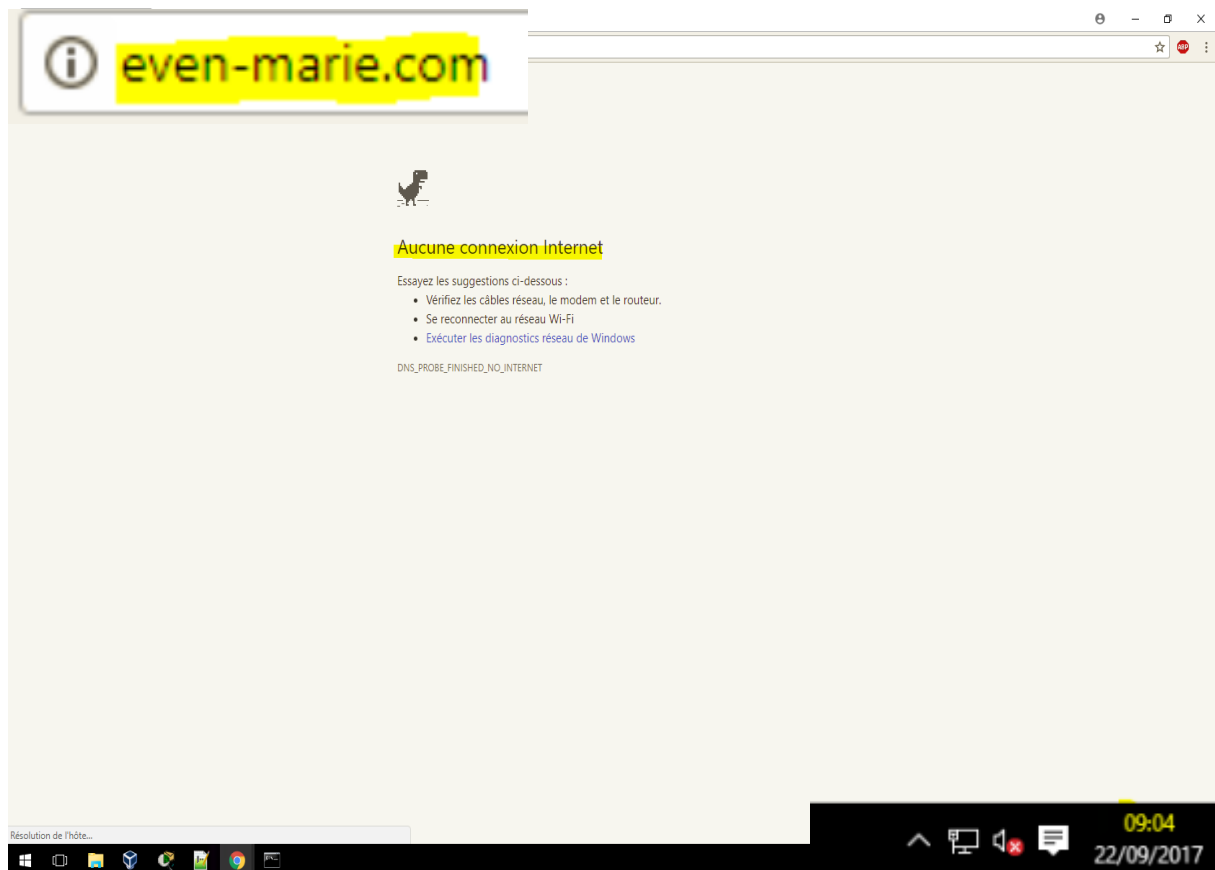 even-marie.com
ABP
Aucune connexion Internet
Essayez les suggestions ci-dessous :
• Vérifiez les câbles réseau, le modem et le routeur.
• Se reconnecter au réseau Wi-Fi
• Exécuter les diagnostics réseau de Windows
DNS_PROBE_FINISHED_NO_INTERNET
Résolution de l'hôte...
09:04
22/09/2017